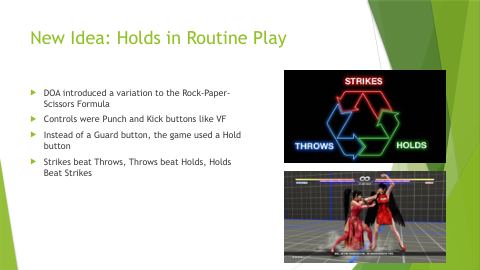 New Idea: Holds in Routine Play
DOA introduced a variation to the Rock-Paper-
Scissors Formula
Controls were Punch and Kick buttons like VF
Instead of a Guard button, the game used a Hold
button
Strikes beat Throws, Throws beat Holds, Holds
Beat Strikes
STRIKES
THROWS
HOLDS